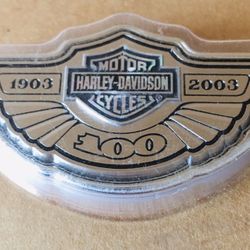 MOTOR
1903 HARLEY-DAVIDSON 2003
CYCLES
100